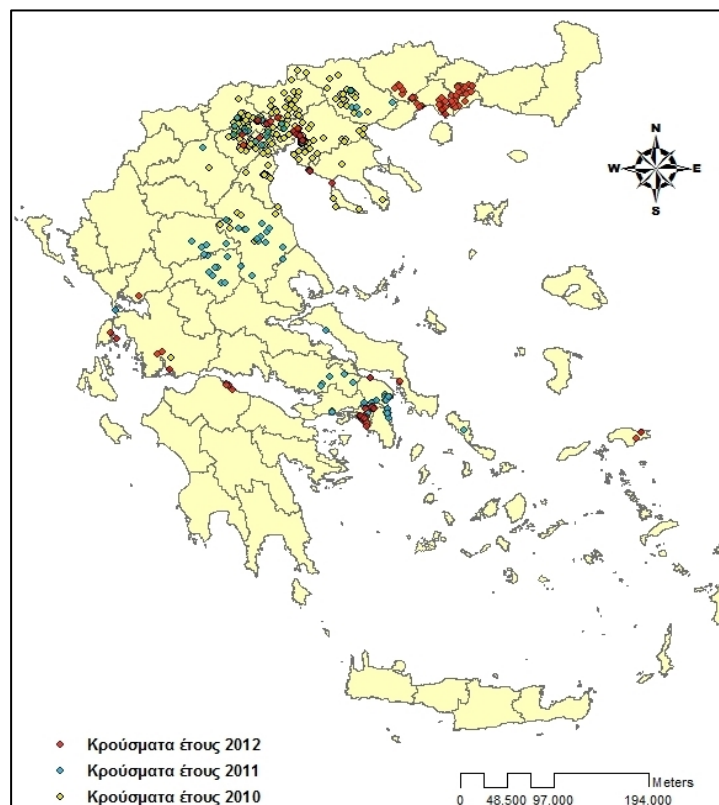 N
W E
S
Κρούσματα έτους 2012
Κρούσματα έτους 2011
Κρούσματα έτους 2010
Meters
0 48.500 97.000 194.000